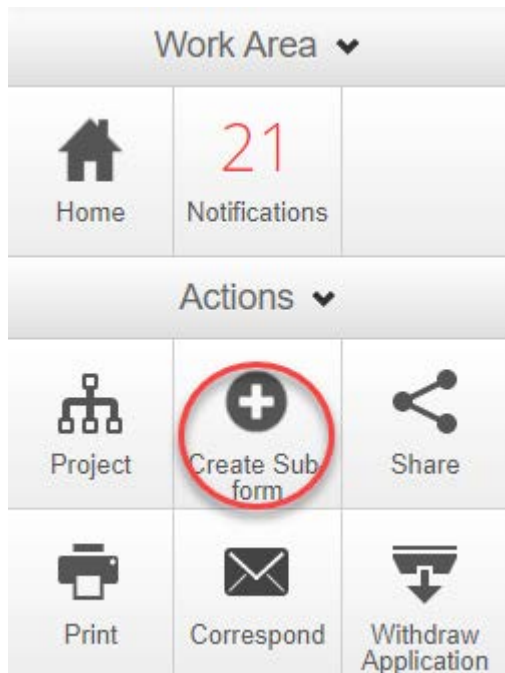 Work Area
21
Home
Notifications
Actions
Project
Create Sub
form
Share
Print
Correspond
Withdraw
Application